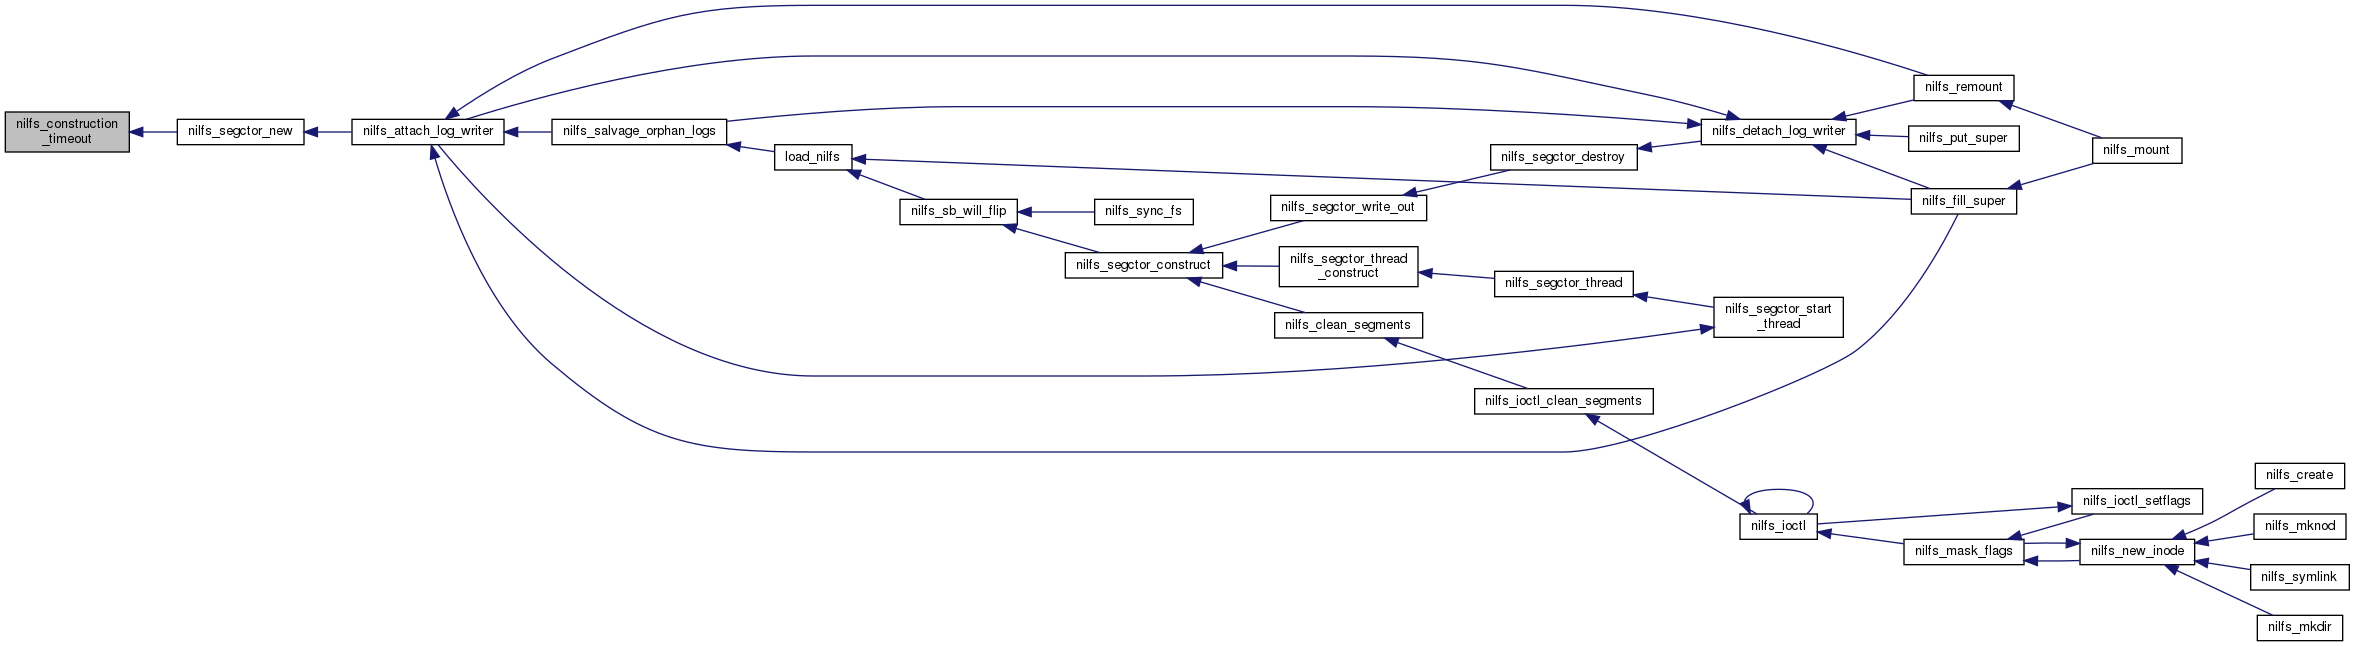 nilfs_construction
_timeout
nilfs_segctor_new
nilfs_attach_log_writer
nilfs_salvage_orphan_logs
load_nilfs
nilfs_sb_will_flip
nilfs_sync_fs
nilfs_segctor_construct
nilfs_segctor_write_out
nilfs_segctor_thread
_construct
nilfs_clean_segments
nilfs_segctor_destroy
nilfs_segctor_thread
nilfs_segctor_start
_thread
nilfs_ioctl_clean_segments
nilfs_detach_log_writer
nilfs_remount
nilfs_put_super
nilfs_fill_super
nilfs_mount
nilfs_ioctl
nilfs_mask_flags
nilfs_ioctl_setflags
nilfs_new_inode
nilfs_create
nilfs_mknod
nilfs_symlink
nilfs_mkdir